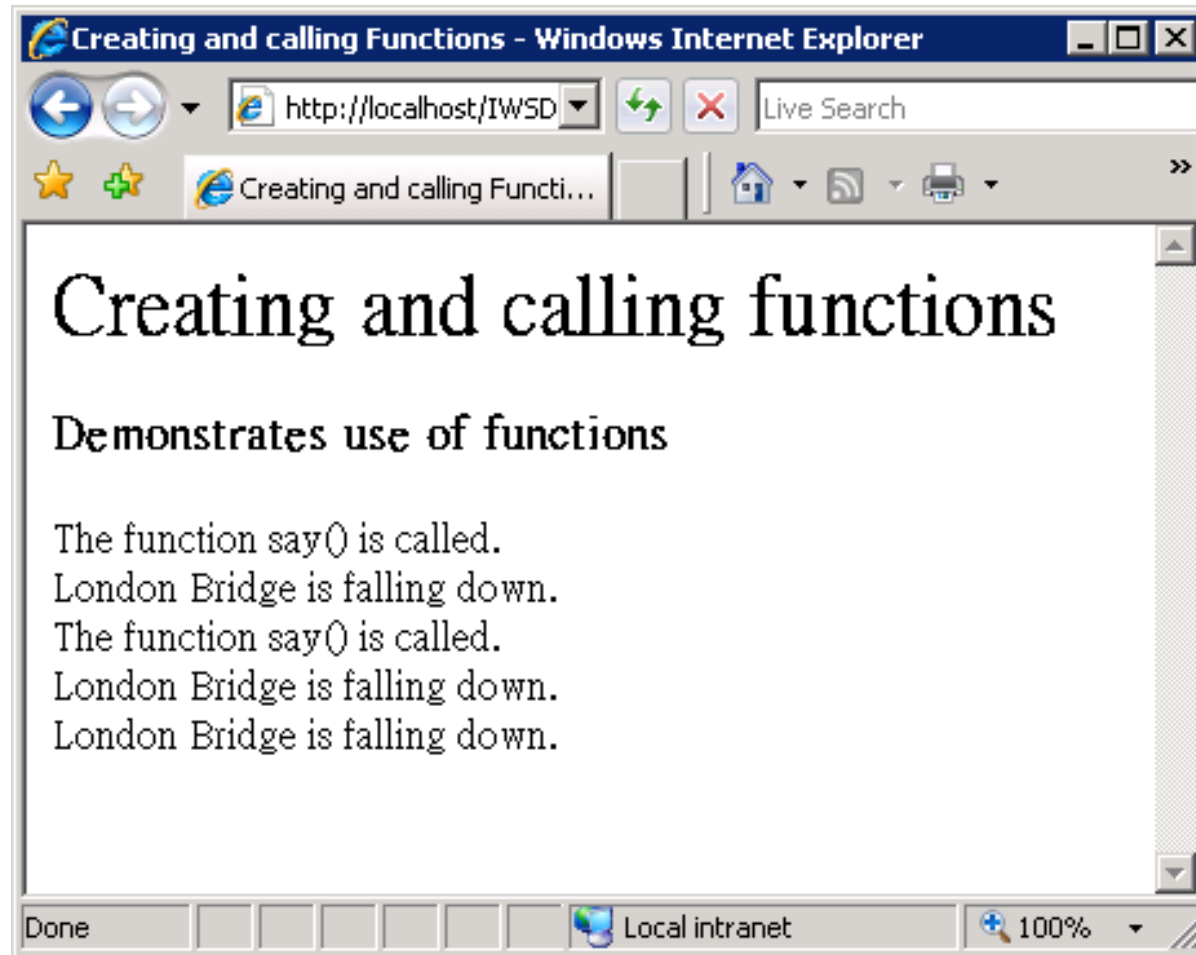 Creating and calling Functions - Windows Internet Explorer
http://localhost/IWSD
Live Search
Creating and calling Functi...
Creating and calling functions
Demonstrates use of functions
The function say() is called.
London Bridge is falling down.
The function say() is called.
London Bridge is falling down.
London Bridge is falling down.
Done
Local intranet
100%